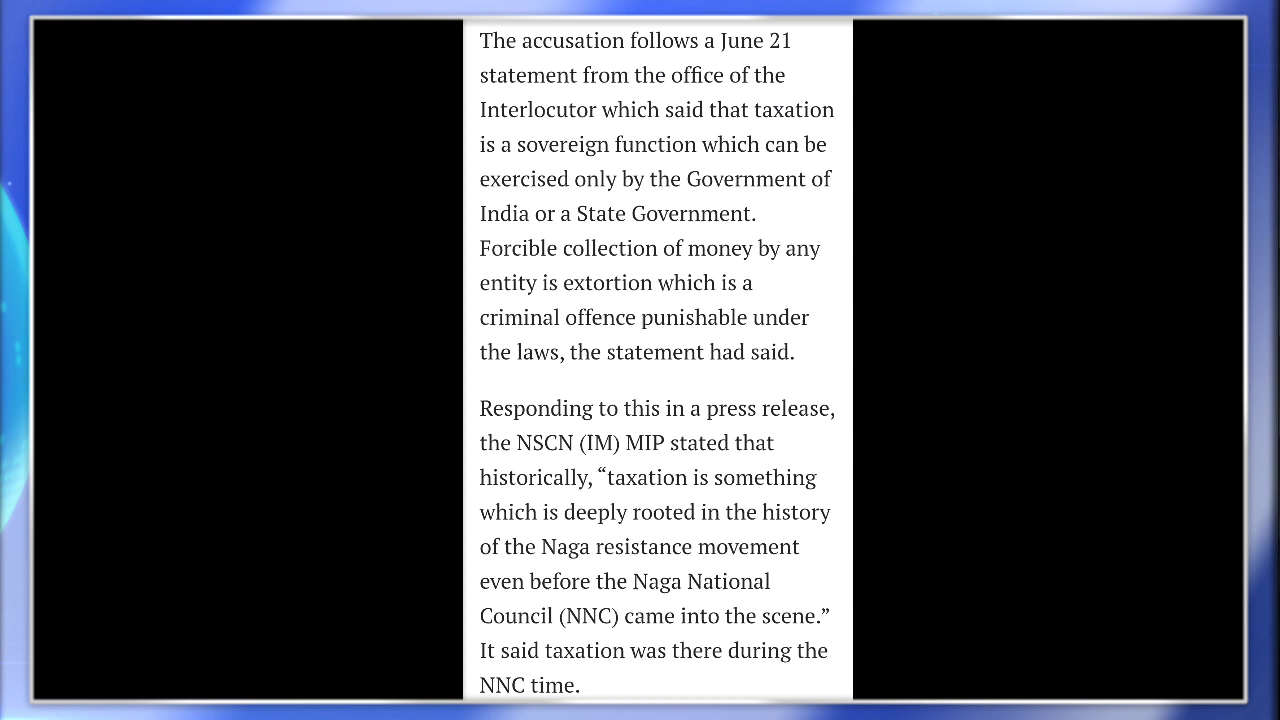 The accusation follows a June 21
statement from the office of the
Interlocutor which said that taxation
is a sovereign function which can be
exercised only by the Government of
India or a State Government.
Forcible collection of money by any
entity is extortion which is a
criminal offence punishable under
the laws, the statement had said.
Responding to this in a press release,
the NSCN (IM) MIP stated that
historically, “taxation is something
which is deeply rooted in the history
of the Naga resistance movement
even before the Naga National
Council (NNC) came into the scene.”
It said taxation was there during the
NNC time.